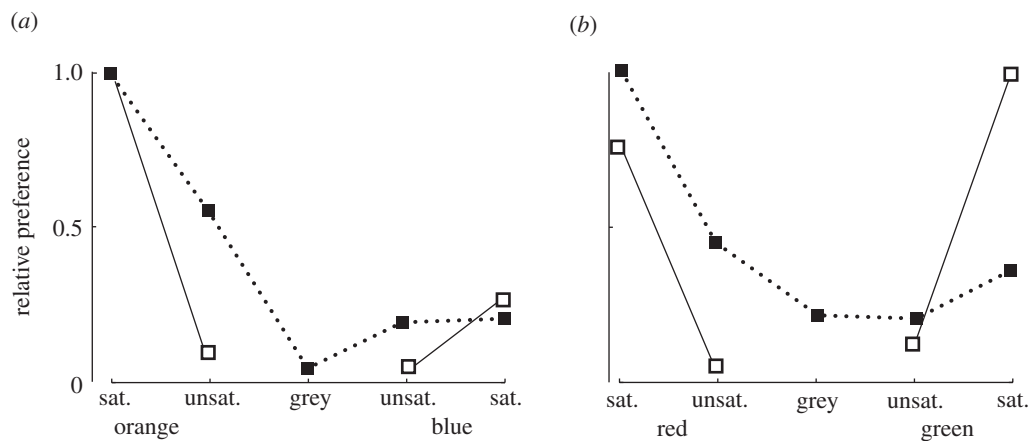 (a)
(b)
1.0
0.5
0
relative preference
sat. unsat. grey unsat. sat.
orange blue
sat. unsat. grey unsat. sat.
red green